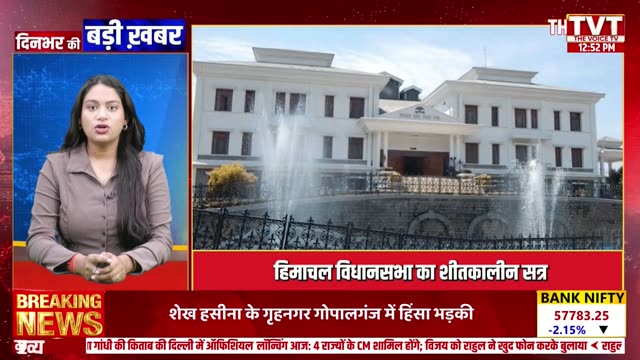 दिनभर की
बड़ी ख़बर
TVT
THE VOICE TV
12:52 PM
हिमाचल विधानसभा का शीतकालीन सत्र
BREAKING
NEWS
शेख हसीना के गृहनगर गोपालगंज में हिंसा भड़की
BANK NIFTY
57783.25
-2.15%
गांधी की किताब की दिल्ली में ऑफिशियल लॉन्चिंग आज: 4 राज्यों के CM शामिल होंगे; विजय को राहुल ने खुद फोन करके बुलाया < राहुल